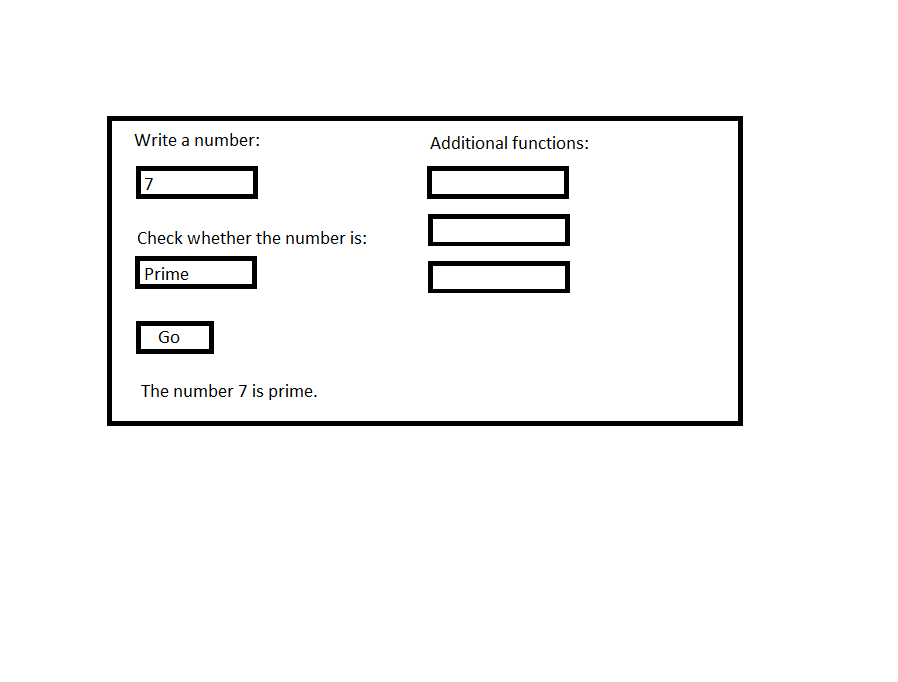 Write a number:
7
Check whether the number is:
Prime
Go
The number 7 is prime.
Additional functions: